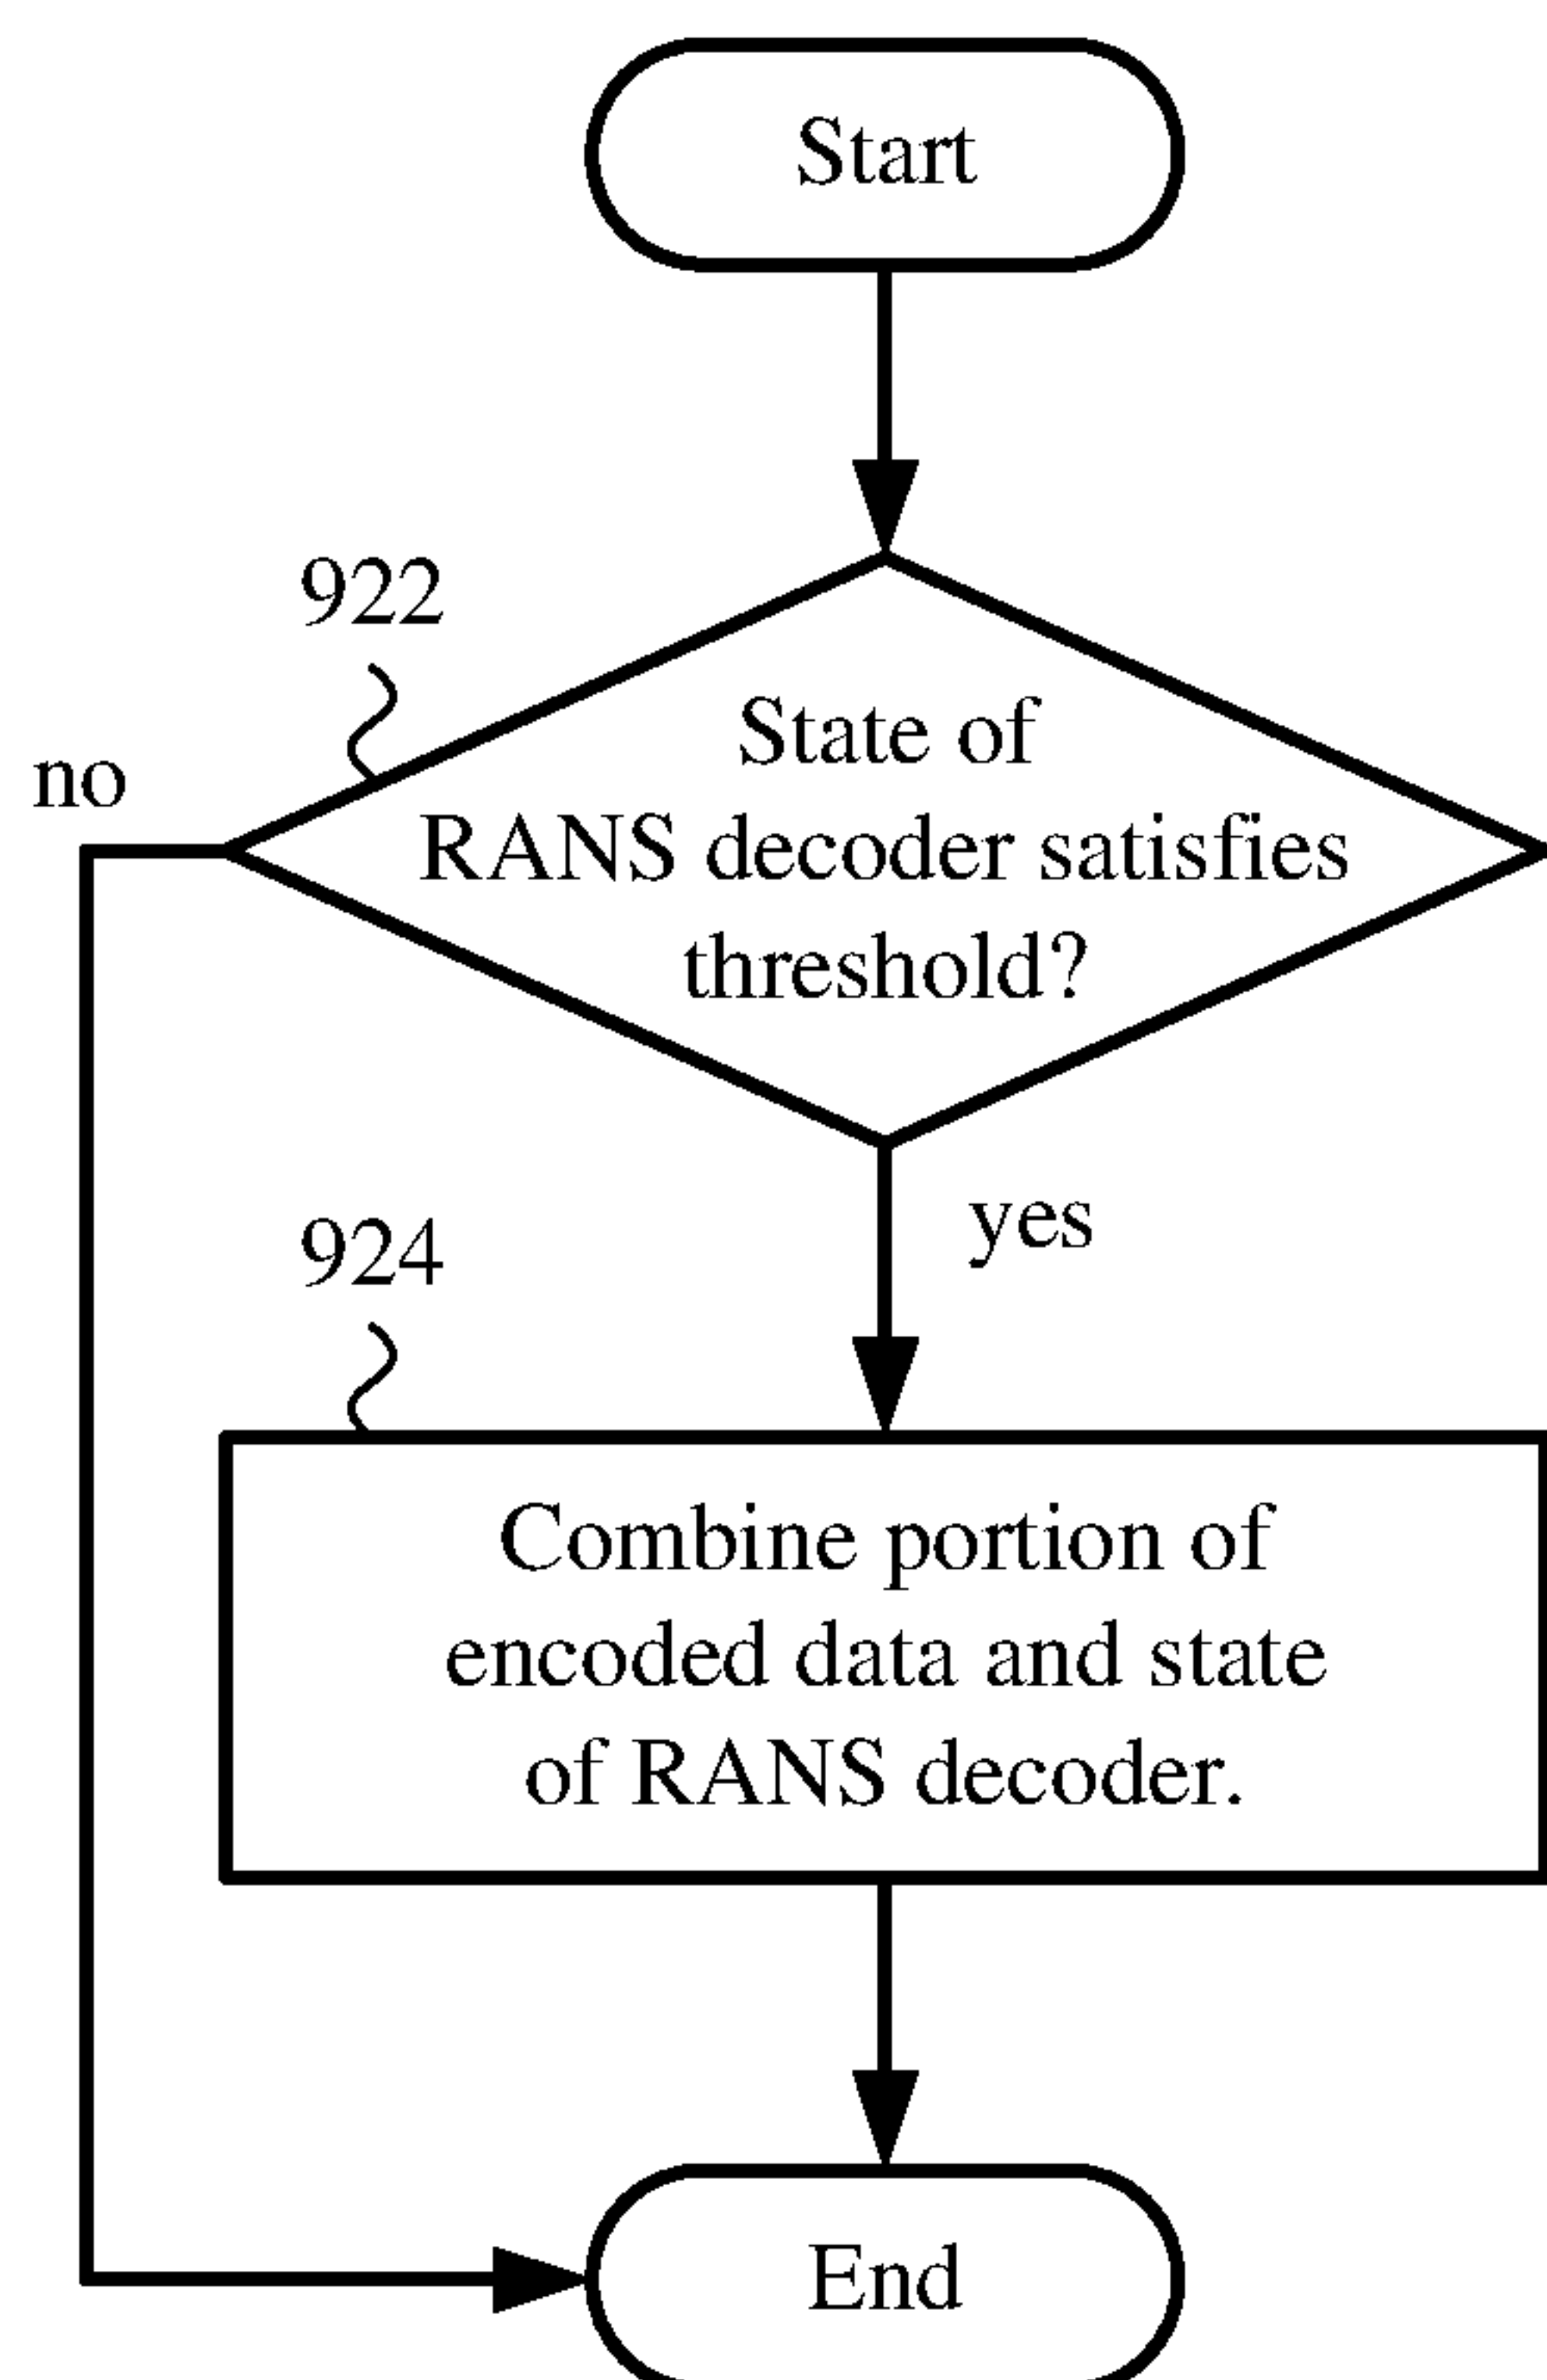 Start
922
no
State of
RANS decoder satisfies
threshold?
yes
924
Combine portion of
encoded data and state
of RANS decoder.
End